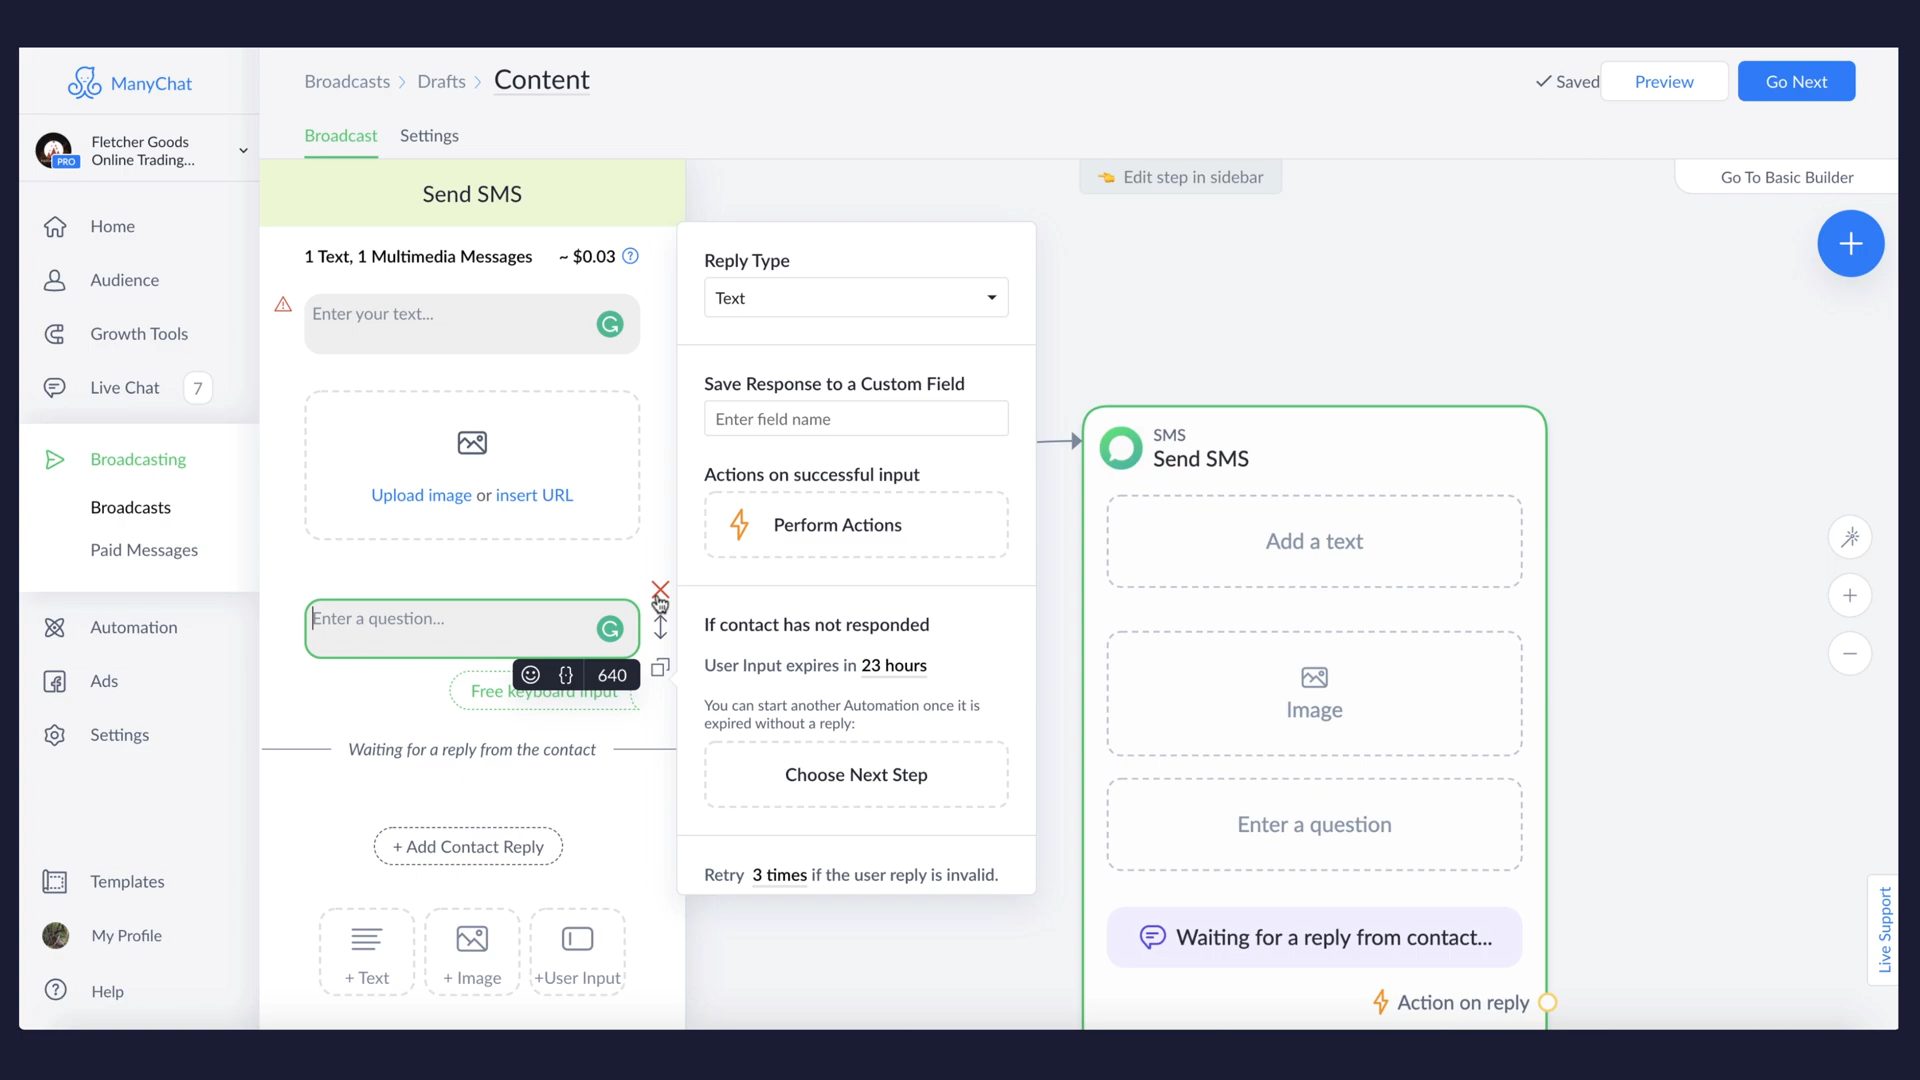 ManyChat
Fletcher Goods
Online Trading...
PRO
Home
Audience
Growth Tools
Live Chat
7
Broadcasting
Broadcasts
Paid Messages
Automation
Ads
Settings
Templates
My Profile
Help
Broadcasts > Drafts > Content
Saved
Preview
Go Next
Broadcast
Settings
Send SMS
1 Text, 1 Multimedia Messages
~ $0.03 ?
Enter your text...
Upload image or insert URL
Enter a question...
{} 640
Free keyboard input
Waiting for a reply from the contact
+ Add Contact Reply
+ Text
+ Image
+User Input
Reply Type
Text
Save Response to a Custom Field
Enter field name
Actions on successful input
Perform Actions
If contact has not responded
User Input expires in 23 hours
You can start another Automation once it is
expired without a reply:
Choose Next Step
Retry 3 times if the user reply is invalid.
Edit step in sidebar
Go To Basic Builder
SMS
Send SMS
Add a text
Image
Enter a question
Waiting for a reply from contact...
Action on reply
Live Support